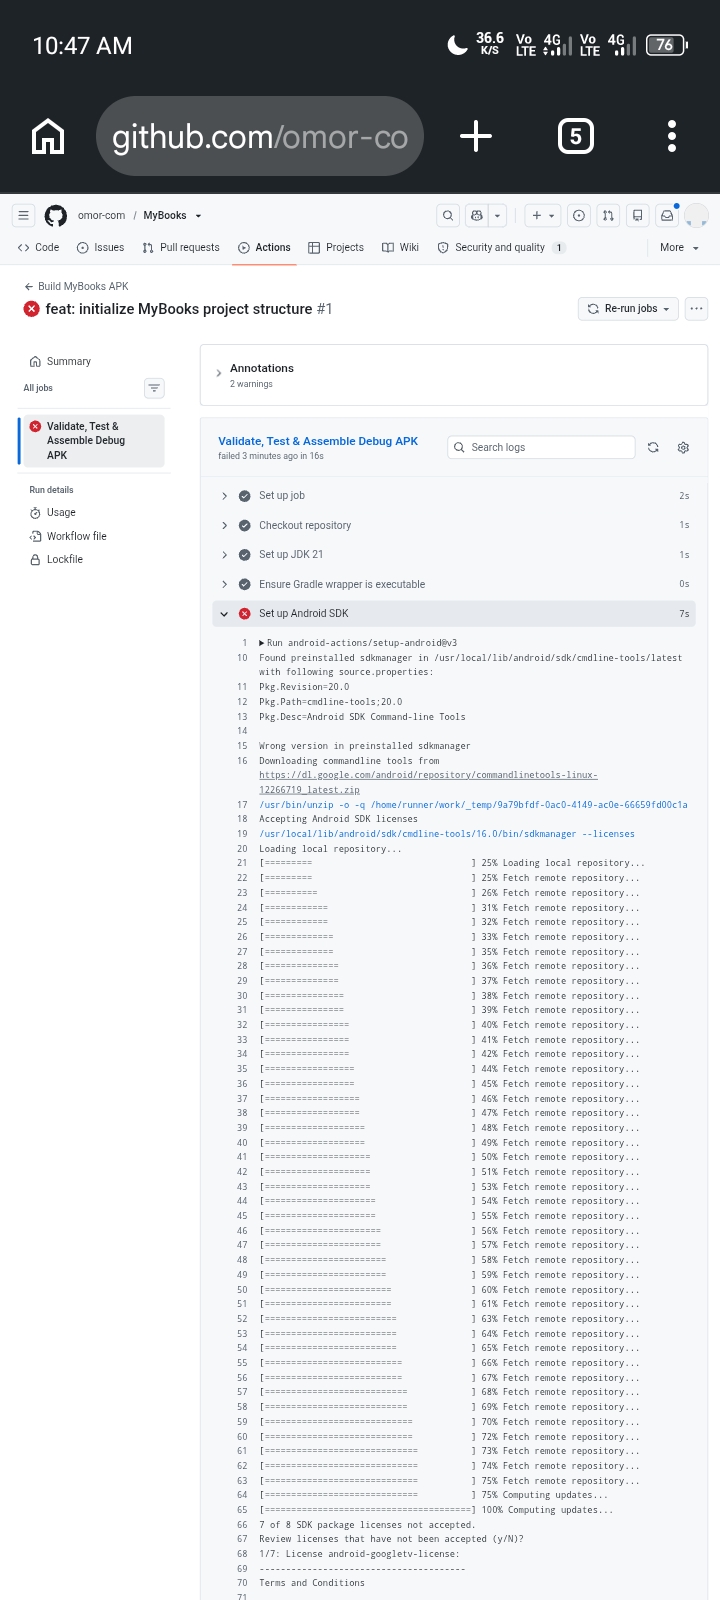 10:47 AM
36.6 K/S Vo LTE 4G Vo LTE 4G 76
github.com/omor-co
5
omor-com / MyBooks
Code Issues Pull requests Actions Projects Wiki Security and quality 1 More
Build MyBooks APK
feat: initialize MyBooks project structure #1
Re-run jobs
Summary
All jobs
Validate, Test &
Assemble Debug
APK
Run details
Usage
Workflow file
Lockfile
Annotations
2 warnings
Validate, Test & Assemble Debug APK
failed 3 minutes ago in 16s
Search logs
Set up job 2s
Checkout repository 1s
Set up JDK 21 1s
Ensure Gradle wrapper is executable 0s
Set up Android SDK 7s
1 Run android-actions/setup-android@v3
10 Found preinstalled sdkmanager in /usr/local/lib/android/sdk/cmdline-tools/latest
with following source.properties:
11 Pkg.Revision=20.0
12 Pkg.Path=cmdline-tools;20.0
13 Pkg.Desc=Android SDK Command-line Tools
14
15 Wrong version in preinstalled sdkmanager
16 Downloading commandline tools from
https://dl.google.com/android/repository/commandlinetools-linux-
12266719_latest.zip
17 /usr/bin/unzip -o -q /home/runner/work/_temp/9a79bfdf-0ac0-4149-ac0e-66659fd00c1a
18 Accepting Android SDK licenses
19 /usr/local/lib/android/sdk/cmdline-tools/16.0/bin/sdkmanager --licenses
20 Loading local repository...
21 [========= ] 25% Loading local repository...
22 [========= ] 25% Fetch remote repository...
23 [========== ] 26% Fetch remote repository...
24 [============ ] 31% Fetch remote repository...
25 [============ ] 32% Fetch remote repository...
26 [============= ] 33% Fetch remote repository...
27 [============= ] 35% Fetch remote repository...
28 [============== ] 36% Fetch remote repository...
29 [============== ] 37% Fetch remote repository...
30 [=============== ] 38% Fetch remote repository...
31 [=============== ] 39% Fetch remote repository...
32 [================ ] 40% Fetch remote repository...
33 [================ ] 41% Fetch remote repository...
34 [================ ] 42% Fetch remote repository...
35 [================= ] 44% Fetch remote repository...
36 [================= ] 45% Fetch remote repository...
37 [================== ] 46% Fetch remote repository...
38 [================== ] 47% Fetch remote repository...
39 [=================== ] 48% Fetch remote repository...
40 [=================== ] 49% Fetch remote repository...
41 [==================== ] 50% Fetch remote repository...
42 [==================== ] 51% Fetch remote repository...
43 [==================== ] 53% Fetch remote repository...
44 [===================== ] 54% Fetch remote repository...
45 [===================== ] 55% Fetch remote repository...
46 [====================== ] 56% Fetch remote repository...
47 [====================== ] 57% Fetch remote repository...
48 [======================= ] 58% Fetch remote repository...
49 [======================= ] 59% Fetch remote repository...
50 [======================== ] 60% Fetch remote repository...
51 [======================== ] 61% Fetch remote repository...
52 [========================= ] 63% Fetch remote repository...
53 [========================= ] 64% Fetch remote repository...
54 [========================= ] 65% Fetch remote repository...
55 [========================== ] 66% Fetch remote repository...
56 [========================== ] 67% Fetch remote repository...
57 [=========================== ] 68% Fetch remote repository...
58 [=========================== ] 69% Fetch remote repository...
59 [============================ ] 70% Fetch remote repository...
60 [============================ ] 72% Fetch remote repository...
61 [============================= ] 73% Fetch remote repository...
62 [============================= ] 74% Fetch remote repository...
63 [============================= ] 75% Fetch remote repository...
64 [============================= ] 75% Computing updates...
65 [=======================================] 100% Computing updates...
66 7 of 8 SDK package licenses not accepted.
67 Review licenses that have not been accepted (y/N)?
68 1/7: License android-googletv-license:
69 ---------------------------------------
70 Terms and Conditions
71